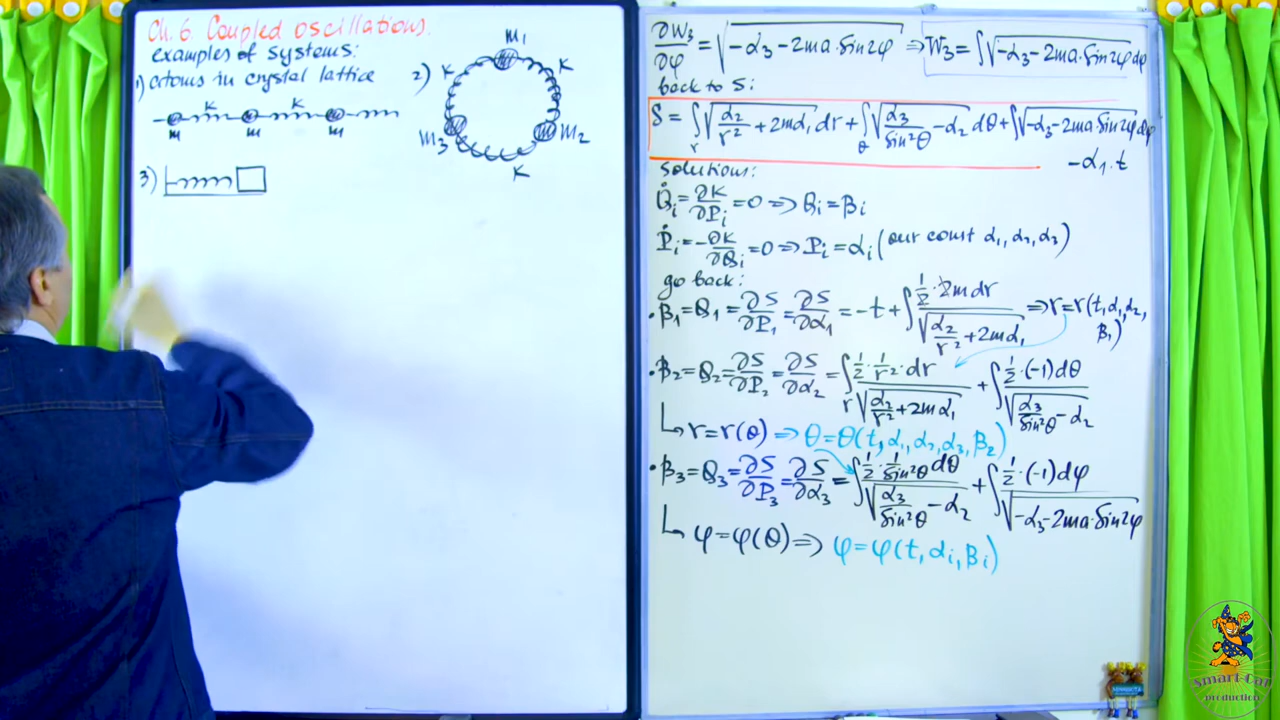 Ch. 6. Coupled oscillations.
examples of systems:
1) atoms in crystal lattice
k k
m m m
2)
m₁
k k
m₃ m₂
k
3)
∂W₃/∂φ = √(-α₃-2ma·sin2φ) ⇒ W₃ = ∫√(-α₃-2ma·sin2φ) dφ
back to S:
S = ∫_r √(α₂/r² + 2mα₁) dr + ∫_θ √(α₃/sin²θ - α₂) dθ + ∫√(-α₃-2ma·sin2φ) dφ
-α₁·t
solutions:
Q̇ᵢ = ∂K/∂Pᵢ = 0 ⇒ Qᵢ = βᵢ
Ṗᵢ = -∂K/∂Qᵢ = 0 ⇒ Pᵢ = αᵢ (our const α₁, α₂, α₃)
go back:
·β₁ = Q₁ = ∂S/∂P₁ = ∂S/∂α₁ = -t + ∫ (1/2·2m dr)/√(α₂/r² + 2mα₁) ⇒ r = r(t, α₁, α₂, β₁)
·β₂ = Q₂ = ∂S/∂P₂ = ∂S/∂α₂ = ∫_r (1/2·1/r²·dr)/√(α₂/r² + 2mα₁) + ∫ (1/2·(-1)dθ)/√(α₃/sin²θ - α₂)
↳ r = r(θ) ⇒ θ = θ(t, α₁, α₂, α₃, β₂)
·β₃ = Q₃ = ∂S/∂P₃ = ∂S/∂α₃ = ∫ (1/2·1/sin²θ dθ)/√(α₃/sin²θ - α₂) + ∫ (1/2·(-1)dφ)/√(-α₃-2ma·sin2φ)
↳ φ = φ(θ) ⇒ φ = φ(t, αᵢ, βᵢ)
Smart Cat
production